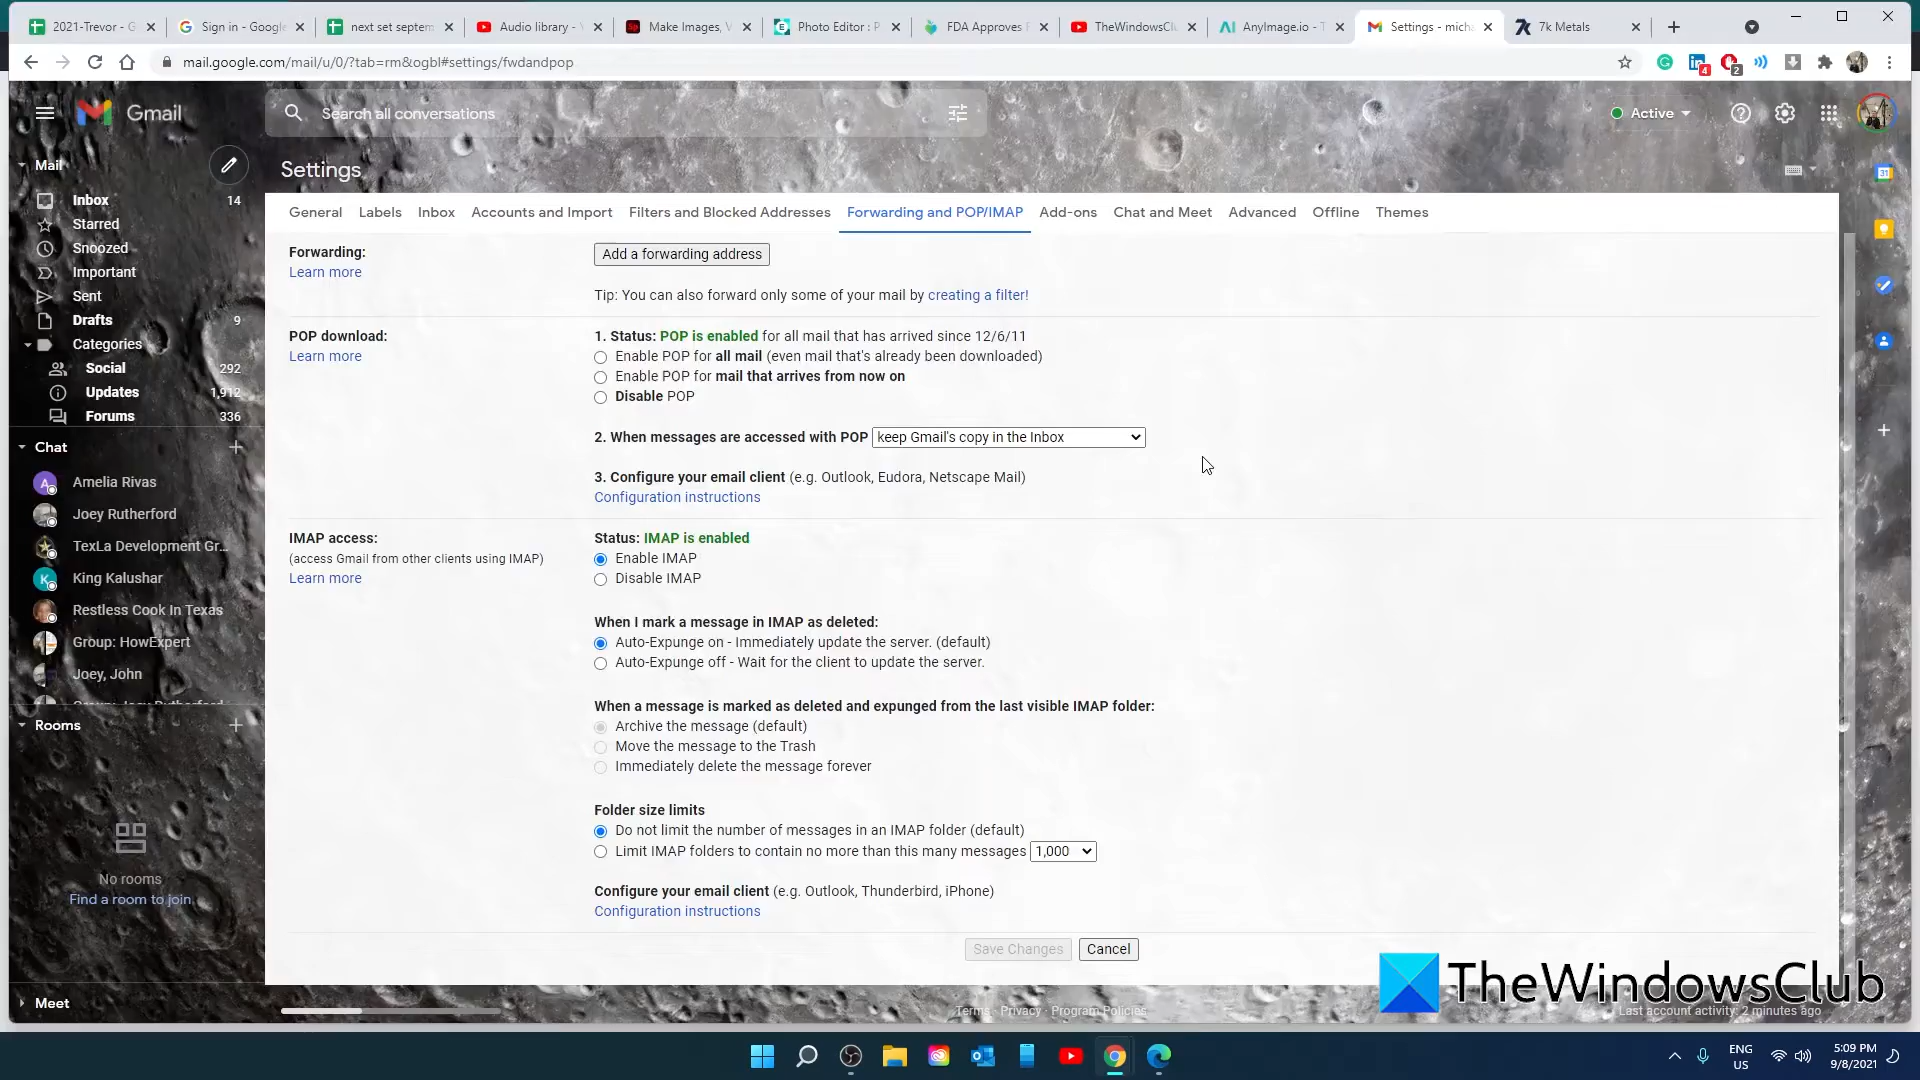 2021-Trevor - G
Sign in - Google
next set septem
Audio library - Y
Make Images, V
Photo Editor : P
FDA Approves F
TheWindowsClu
AnyImage.io - T
Settings - micha
7k Metals
mail.google.com/mail/u/0/?tab=rm&ogbl#settings/fwdandpop
4
2
Gmail
Search all conversations
Active
Mail
Settings
31
Inbox 14
Starred
Snoozed
Important
Sent
Drafts 9
Categories
Social 292
Updates 1,912
Forums 336
Chat
A Amelia Rivas
Joey Rutherford
TexLa Development Gr...
K King Kalushar
Restless Cook In Texas
Group: HowExpert
Joey, John
Group: Joey Rutherford
Rooms
No rooms
Find a room to join
Meet
General Labels Inbox Accounts and Import Filters and Blocked Addresses Forwarding and POP/IMAP Add-ons Chat and Meet Advanced Offline Themes
Forwarding:
Learn more
Add a forwarding address
Tip: You can also forward only some of your mail by creating a filter!
POP download:
Learn more
1. Status: POP is enabled for all mail that has arrived since 12/6/11
Enable POP for all mail (even mail that's already been downloaded)
Enable POP for mail that arrives from now on
Disable POP
2. When messages are accessed with POP keep Gmail's copy in the Inbox
3. Configure your email client (e.g. Outlook, Eudora, Netscape Mail)
Configuration instructions
IMAP access:
(access Gmail from other clients using IMAP)
Learn more
Status: IMAP is enabled
Enable IMAP
Disable IMAP
When I mark a message in IMAP as deleted:
Auto-Expunge on - Immediately update the server. (default)
Auto-Expunge off - Wait for the client to update the server.
When a message is marked as deleted and expunged from the last visible IMAP folder:
Archive the message (default)
Move the message to the Trash
Immediately delete the message forever
Folder size limits
Do not limit the number of messages in an IMAP folder (default)
Limit IMAP folders to contain no more than this many messages 1,000
Configure your email client (e.g. Outlook, Thunderbird, iPhone)
Configuration instructions
Save Changes Cancel
TheWindowsClub
Terms · Privacy · Program Policies
Last account activity: 2 minutes ago
ENG
US
5:09 PM
9/8/2021